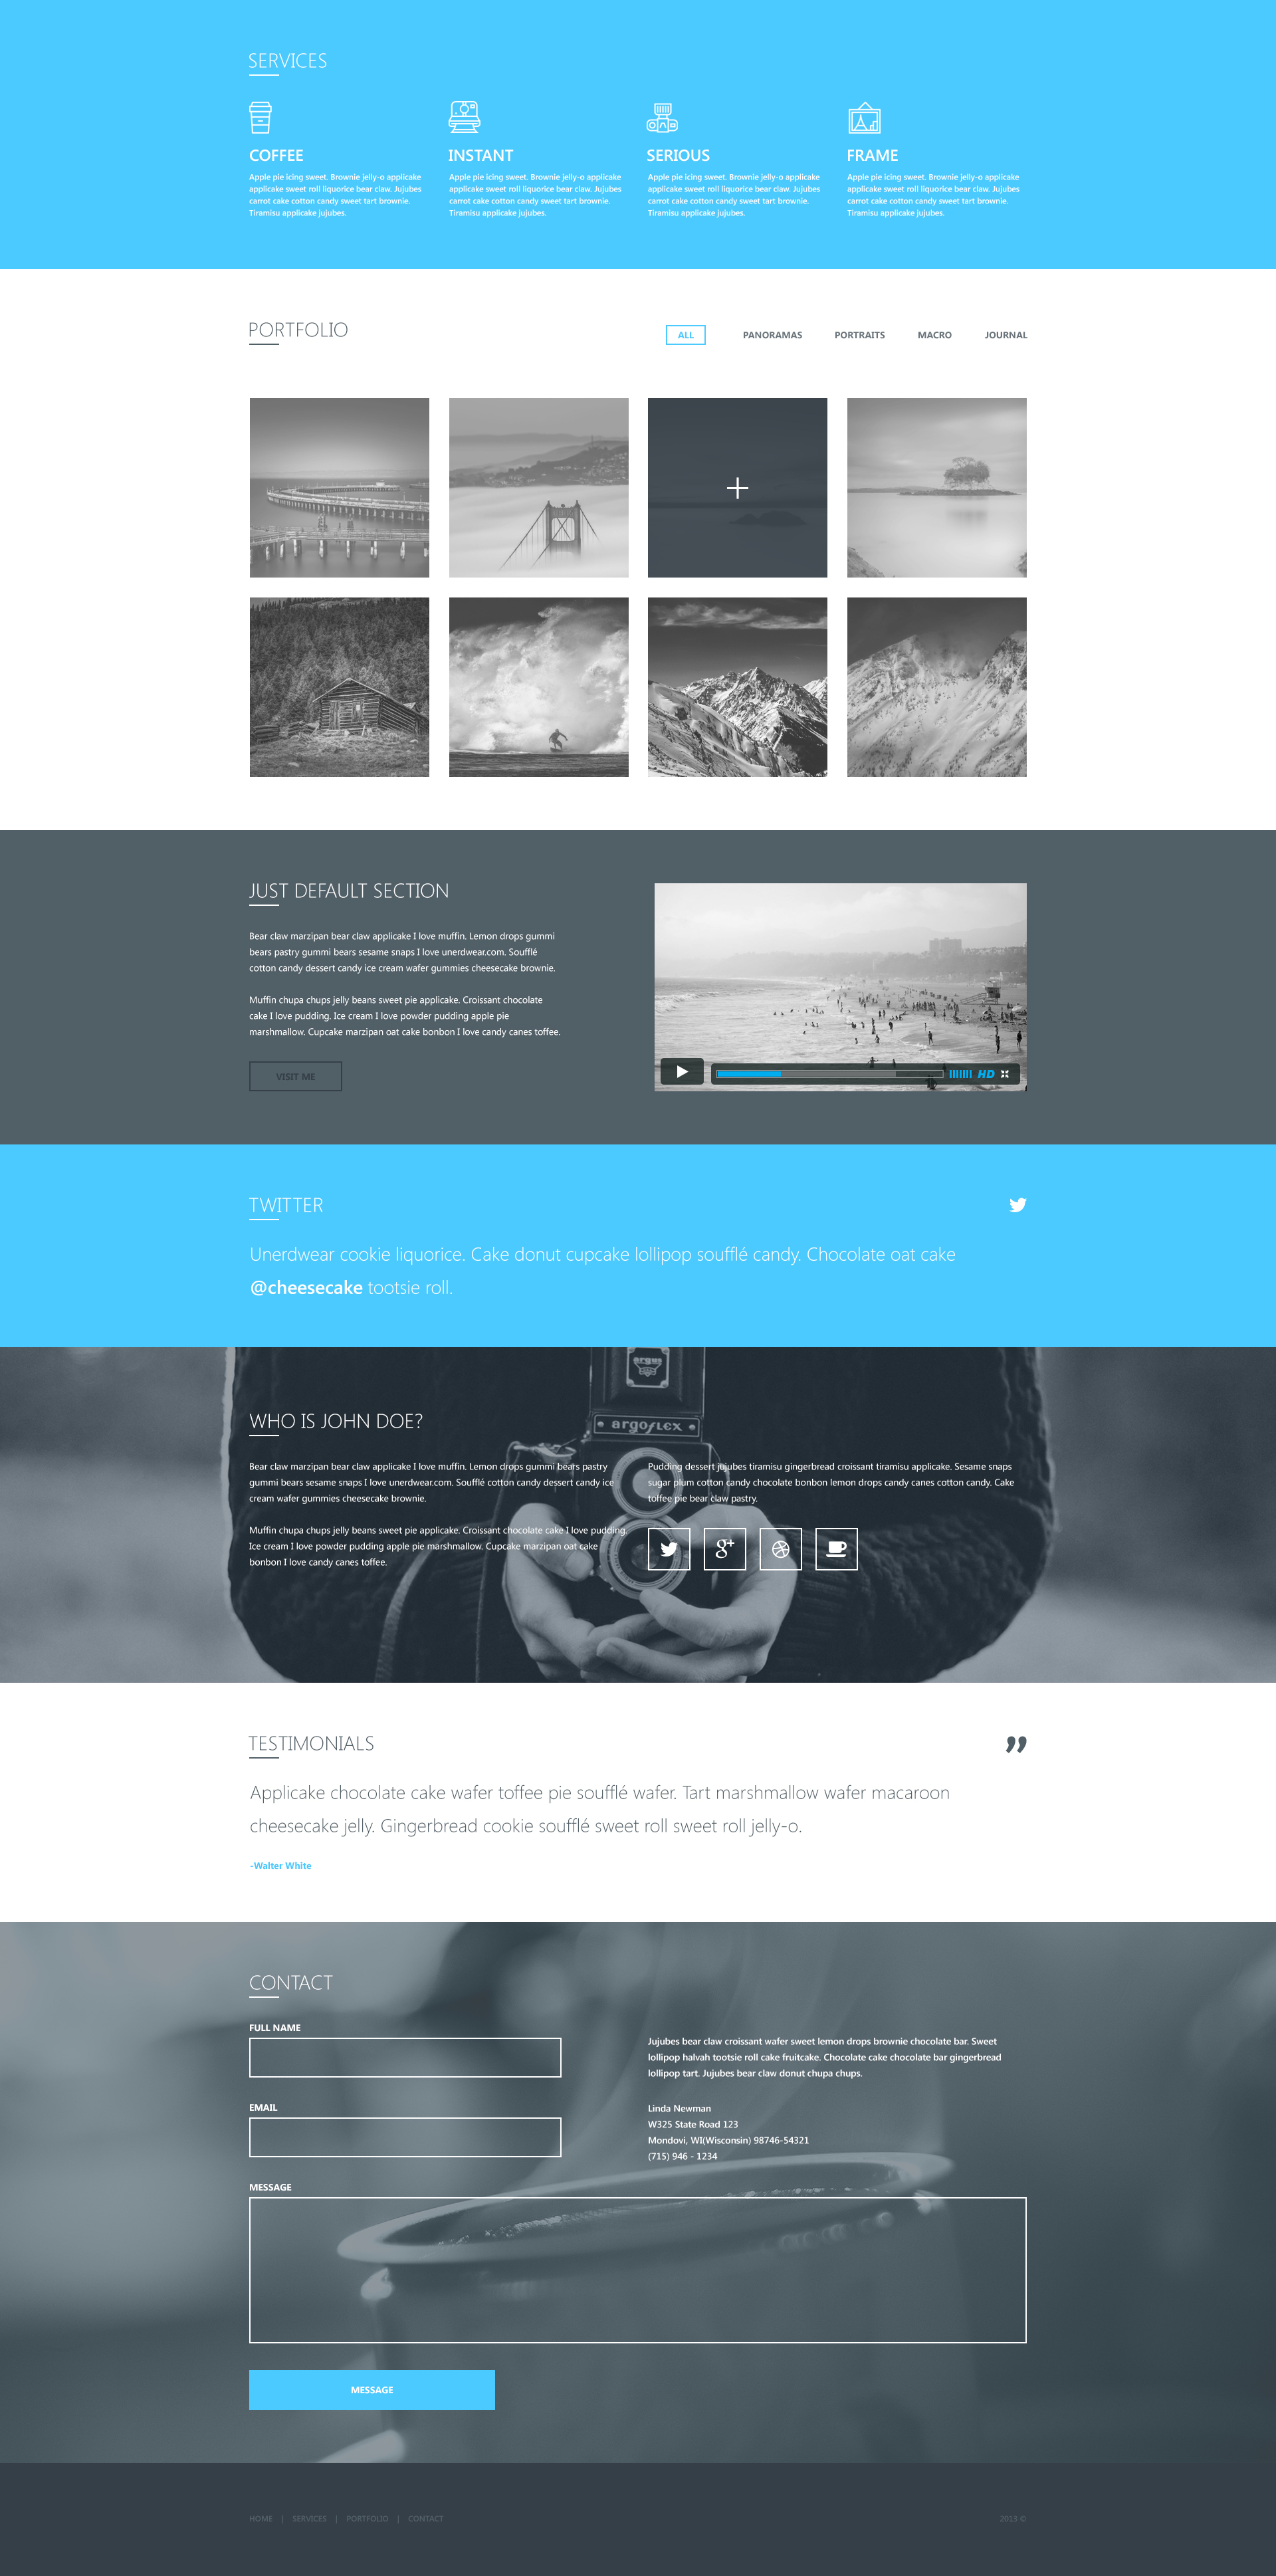 SERVICES
COFFEE
Apple pie icing sweet. Brownie jelly-o applicake
applicake sweet roll liquorice bear claw. Jujubes
carrot cake cotton candy sweet tart brownie.
Tiramisu applicake jujubes.
INSTANT
Apple pie icing sweet. Brownie jelly-o applicake
applicake sweet roll liquorice bear claw. Jujubes
carrot cake cotton candy sweet tart brownie.
Tiramisu applicake jujubes.
SERIOUS
Apple pie icing sweet. Brownie jelly-o applicake
applicake sweet roll liquorice bear claw. Jujubes
carrot cake cotton candy sweet tart brownie.
Tiramisu applicake jujubes.
FRAME
Apple pie icing sweet. Brownie jelly-o applicake
applicake sweet roll liquorice bear claw. Jujubes
carrot cake cotton candy sweet tart brownie.
Tiramisu applicake jujubes.
PORTFOLIO
ALL PANORAMAS PORTRAITS MACRO JOURNAL
JUST DEFAULT SECTION
Bear claw marzipan bear claw applicake I love muffin. Lemon drops gummi
bears pastry gummi bears sesame snaps I love unerdwear.com. Soufflé
cotton candy dessert candy ice cream wafer gummies cheesecake brownie.
Muffin chupa chups jelly beans sweet pie applicake. Croissant chocolate
cake I love pudding. Ice cream I love powder pudding apple pie
marshmallow. Cupcake marzipan oat cake bonbon I love candy canes toffee.
VISIT ME
HD
TWITTER
Unerdwear cookie liquorice. Cake donut cupcake lollipop soufflé candy. Chocolate oat cake
@cheesecake tootsie roll.
argus
argoflex
WHO IS JOHN DOE?
Bear claw marzipan bear claw applicake I love muffin. Lemon drops gummi bears pastry
gummi bears sesame snaps I love unerdwear.com. Soufflé cotton candy dessert candy ice
cream wafer gummies cheesecake brownie.
Muffin chupa chups jelly beans sweet pie applicake. Croissant chocolate cake I love pudding.
Ice cream I love powder pudding apple pie marshmallow. Cupcake marzipan oat cake
bonbon I love candy canes toffee.
Pudding dessert jujubes tiramisu gingerbread croissant tiramisu applicake. Sesame snaps
sugar plum cotton candy chocolate bonbon lemon drops candy canes cotton candy. Cake
toffee pie bear claw pastry.
g+
TESTIMONIALS
”
Applicake chocolate cake wafer toffee pie soufflé wafer. Tart marshmallow wafer macaroon
cheesecake jelly. Gingerbread cookie soufflé sweet roll sweet roll jelly-o.
-Walter White
CONTACT
FULL NAME
EMAIL
Jujubes bear claw croissant wafer sweet lemon drops brownie chocolate bar. Sweet
lollipop halvah tootsie roll cake fruitcake. Chocolate cake chocolate bar gingerbread
lollipop tart. Jujubes bear claw donut chupa chups.
Linda Newman
W325 State Road 123
Mondovi, WI(Wisconsin) 98746-54321
(715) 946 - 1234
MESSAGE
MESSAGE
HOME | SERVICES | PORTFOLIO | CONTACT
2013 ©